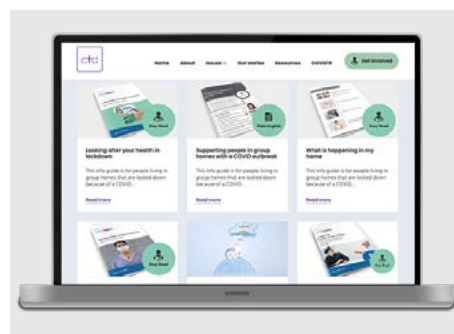 ctd
Home About Issues Our stories Resources COVID19 Get involved
Easy Read
Plain English
Easy Read
Looking after your health in
lockdown
Supporting people in group
homes with a COVID outbreak
What is happening in my
home
This info guide is for people living in
group homes that are locked down
because of a COVID...
This info guide is for people living in
group homes that are locked down
because of a COVID...
This info guide is for people living in
group homes that are locked down
because of a COVID...
Read more
Read more
Read more
Easy Read
Easy Read